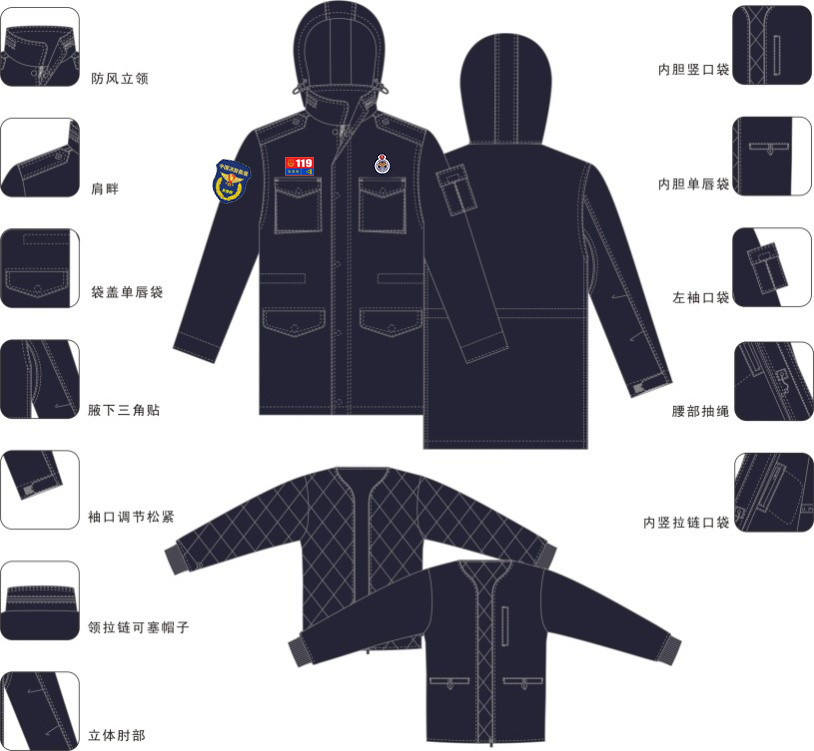 防风立领
肩畔
袋盖单唇袋
腋下三角贴
袖口调节松紧
领拉链可塞帽子
立体肘部
119
内胆竖口袋
内胆单唇袋
左袖口袋
腰部抽绳
内竖拉链口袋